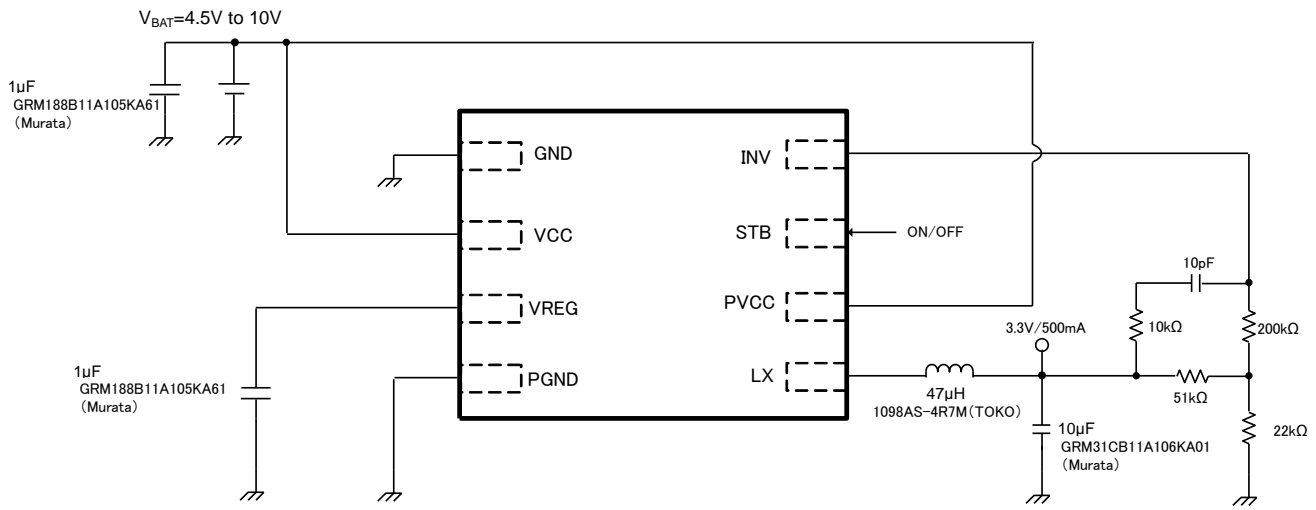 VBAT=4.5V to 10V
1μF
GRM188B11A105KA61
(Murata)
GND
INV
VCC
STB
ON/OFF
VREG
PVCC
10pF
10kΩ
200kΩ
3.3V/500mA
1μF
GRM188B11A105KA61
(Murata)
PGND
LX
47μH
1098AS-4R7M(TOKO)
51kΩ
10μF
GRM31CB11A106KA01
(Murata)
22kΩ